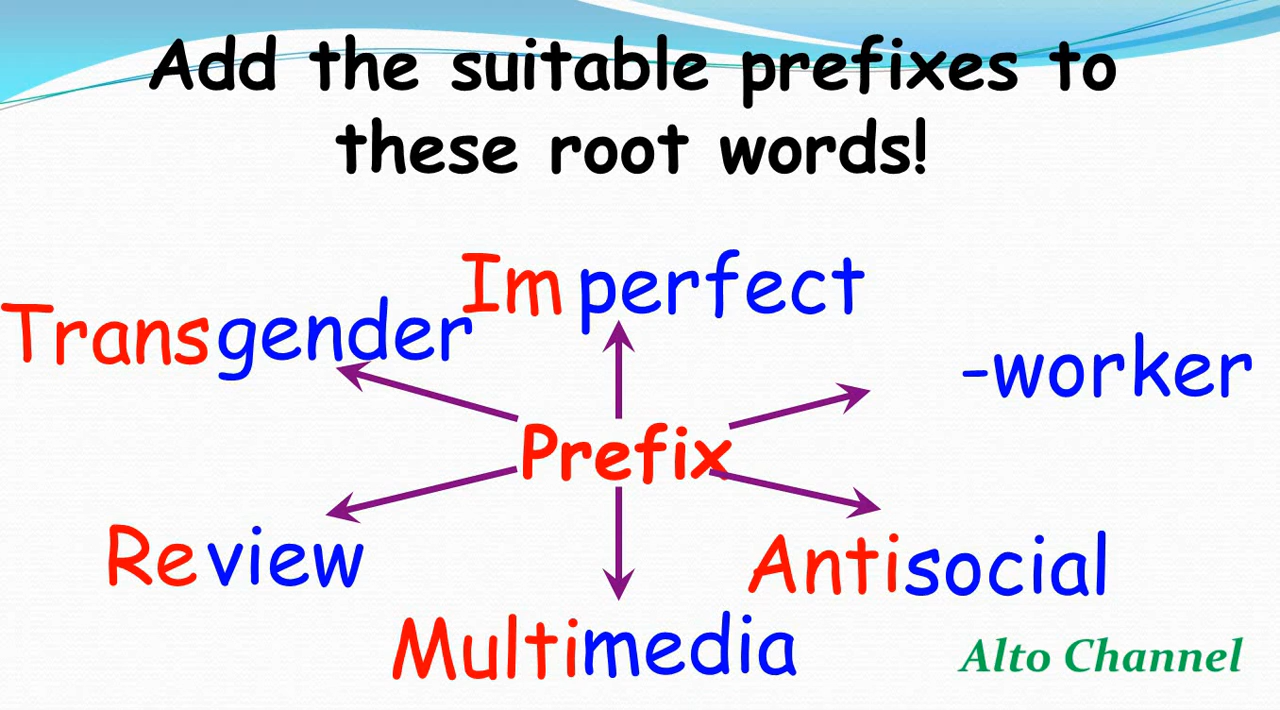 Add the suitable prefixes to
these root words!
Imperfect
Transgender
-worker
Prefix
Review
Antisocial
Multimedia
Alto Channel